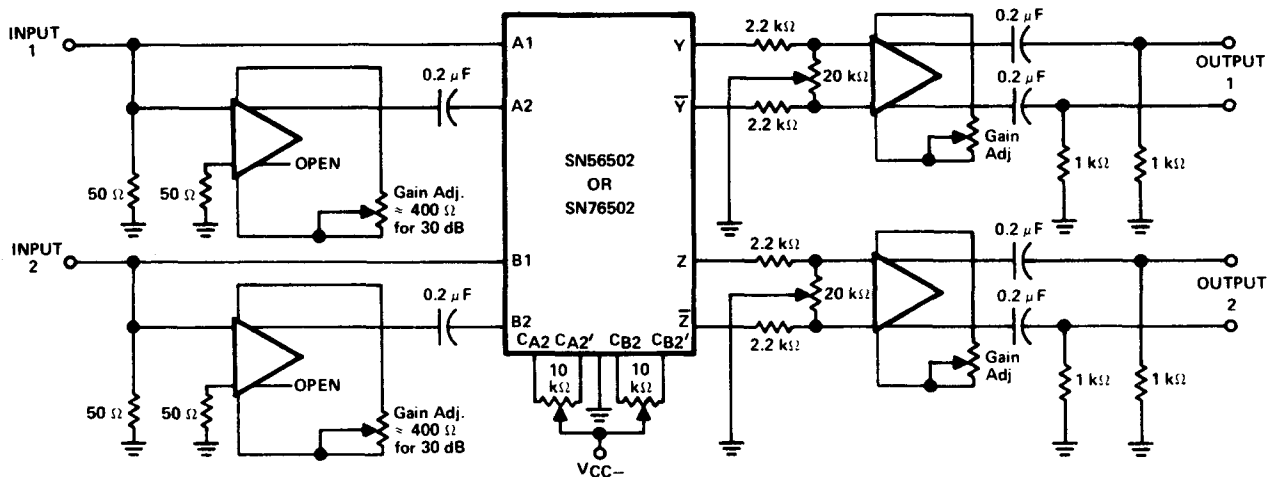 INPUT
1
A1
0.2 μF
A2
OPEN
50 Ω
50 Ω
Gain Adj.
≈ 400 Ω
for 30 dB
INPUT
2
B1
0.2 μF
B2
OPEN
50 Ω
50 Ω
Gain Adj.
≈ 400 Ω
for 30 dB
SN56502
OR
SN76502
CA2 CA2′ CB2 CB2′
10
kΩ
10
kΩ
VCC−
Y
2.2 kΩ
20 kΩ
Y̅
2.2 kΩ
Gain
Adj
0.2 μF
0.2 μF
1 kΩ
1 kΩ
OUTPUT
1
Z
2.2 kΩ
20 kΩ
Z̅
2.2 kΩ
Gain
Adj
0.2 μF
0.2 μF
1 kΩ
1 kΩ
OUTPUT
2